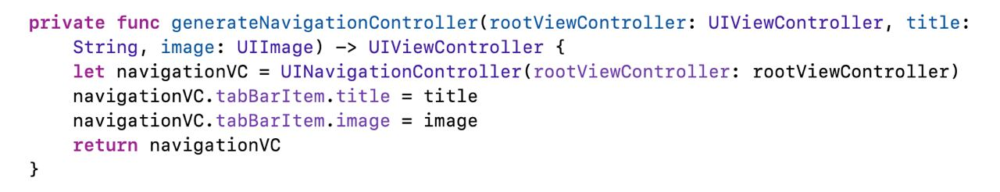 private func generateNavigationController(rootViewController: UIViewController, title:
String, image: UIImage) -> UIViewController {
let navigationVC = UINavigationController(rootViewController: rootViewController)
navigationVC.tabBarItem.title = title
navigationVC.tabBarItem.image = image
return navigationVC
}